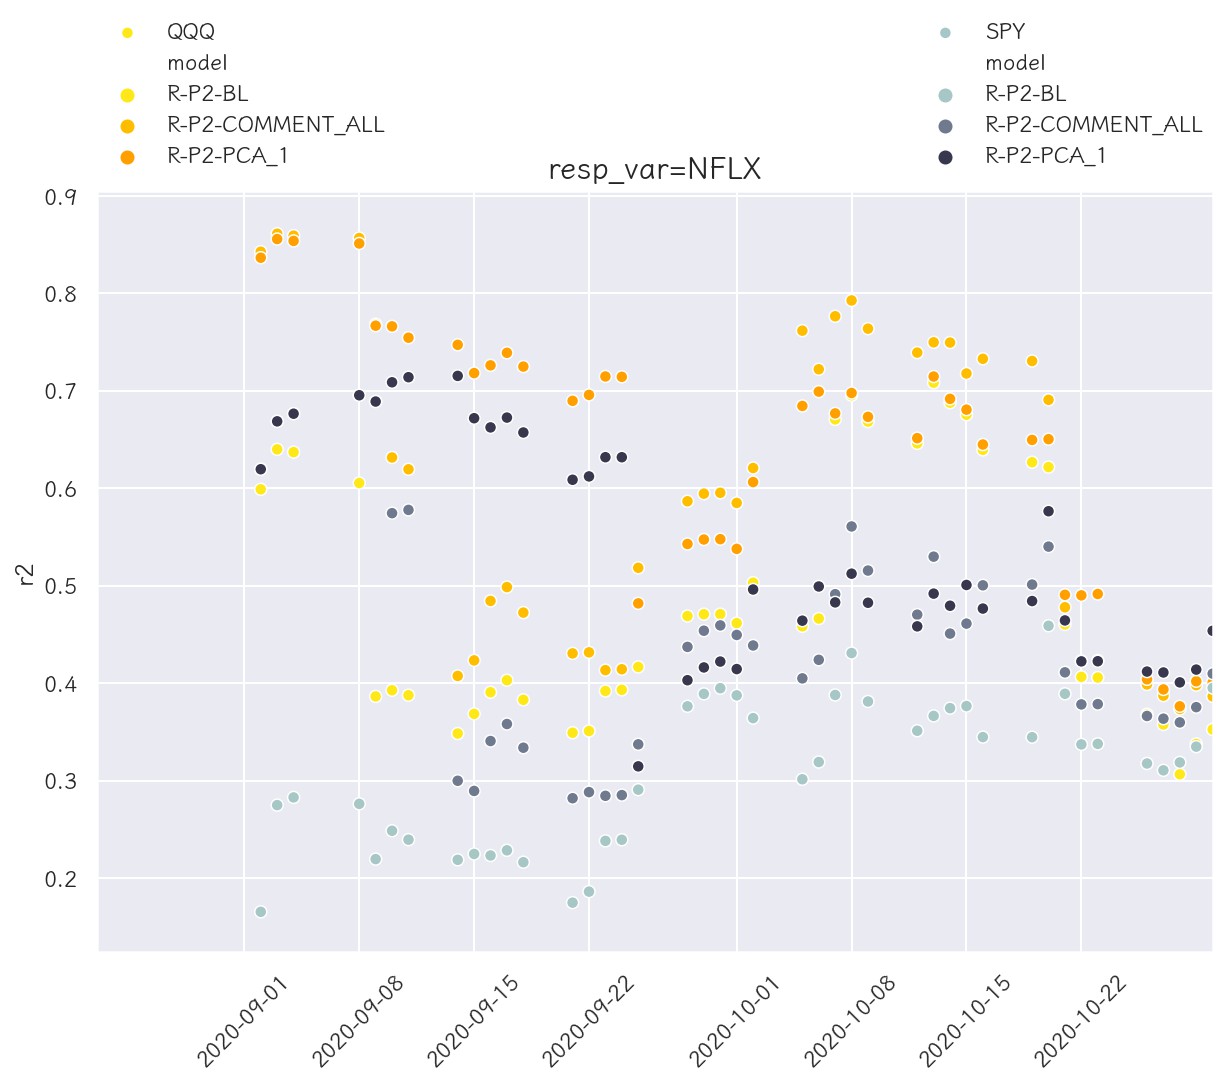 QQQ
model
R-P2-BL
R-P2-COMMENT_ALL
R-P2-PCA_1
SPY
model
R-P2-BL
R-P2-COMMENT_ALL
R-P2-PCA_1
resp_var=NFLX
0.9
0.8
0.7
0.6
0.5
0.4
0.3
0.2
r2
2020-09-01
2020-09-08
2020-09-15
2020-09-22
2020-10-01
2020-10-08
2020-10-15
2020-10-22